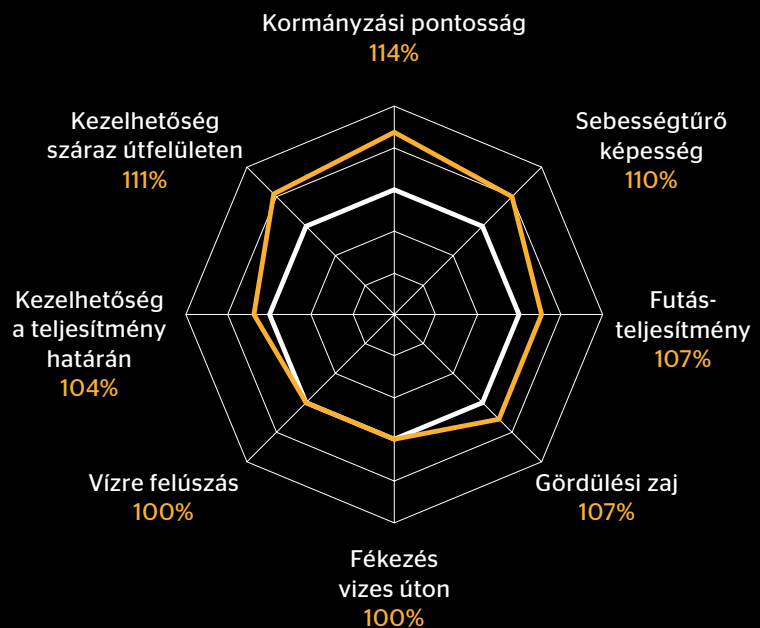 Kormányzási pontosság
114%
Sebességtűrő
képesség
110%
Futás-
teljesítmény
107%
Gördülési zaj
107%
Fékezés
vizes úton
100%
Vízre felúszás
100%
Kezelhetőség
a teljesítmény
határán
104%
Kezelhetőség
száraz útfelületen
111%